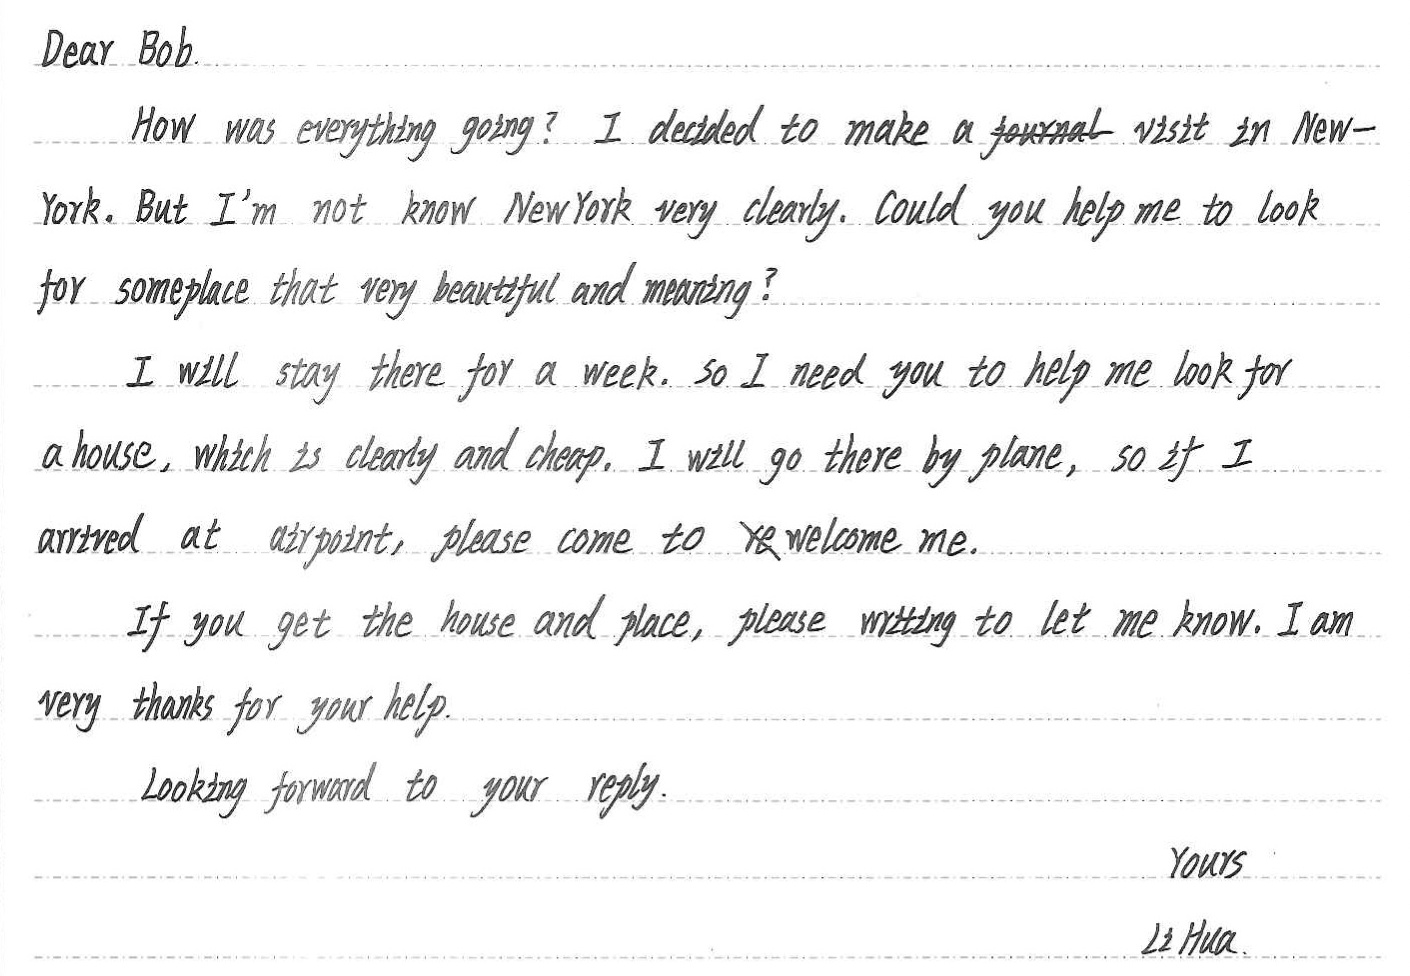 Dear Bob.
How was everything going? I decided to make a journal visit in New-
York. But I'm not know New York very clearly. Could you help me to look
for someplace that very beautiful and meaning?
I will stay there for a week. So I need you to help me look for
a house, which is clearly and cheap. I will go there by plane, so if I
arrived at airpoint, please come to welcome me.
If you get the house and place, please writting to let me know. I am
very thanks for your help.
Looking forward to your reply.
Yours
Li Hua.